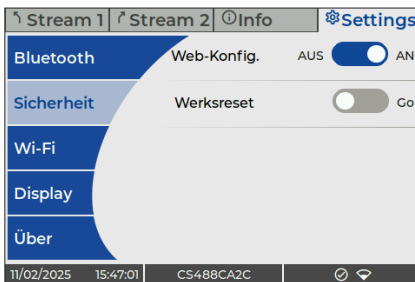 Stream 1 Stream 2 Info Settings
Bluetooth
Web-Konfig. AUS AN
Sicherheit
Werksreset Go
Wi-Fi
Display
Über
11/02/2025 15:47:01 CS488CA2C